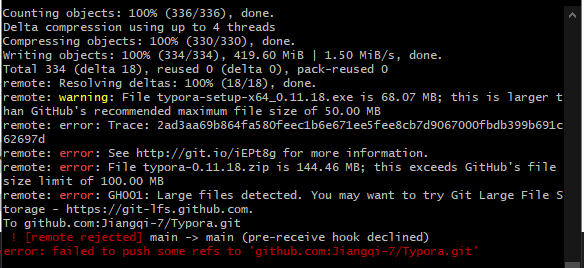 Counting objects: 100% (336/336), done.
Delta compression using up to 4 threads
Compressing objects: 100% (330/330), done.
Writing objects: 100% (334/334), 419.60 MiB | 1.50 MiB/s, done.
Total 334 (delta 18), reused 0 (delta 0), pack-reused 0
remote: Resolving deltas: 100% (18/18), done.
remote: warning: File typora-setup-x64_0.11.18.exe is 68.07 MB; this is larger t
han GitHub's recommended maximum file size of 50.00 MB
remote: error: Trace: 2ad3aa69b864fa580feec1b6e671ee5fee8cb7d9067000fbdb399b691c
62697d
remote: error: See http://git.io/iEPt8g for more information.
remote: error: File typora-0.11.18.zip is 144.46 MB; this exceeds GitHub's file
size limit of 100.00 MB
remote: error: GH001: Large files detected. You may want to try Git Large File S
torage - https://git-lfs.github.com.
To github.com:Jiangqi-7/Typora.git
 ! [remote rejected] main -> main (pre-receive hook declined)
error: failed to push some refs to 'github.com:Jiangqi-7/Typora.git'